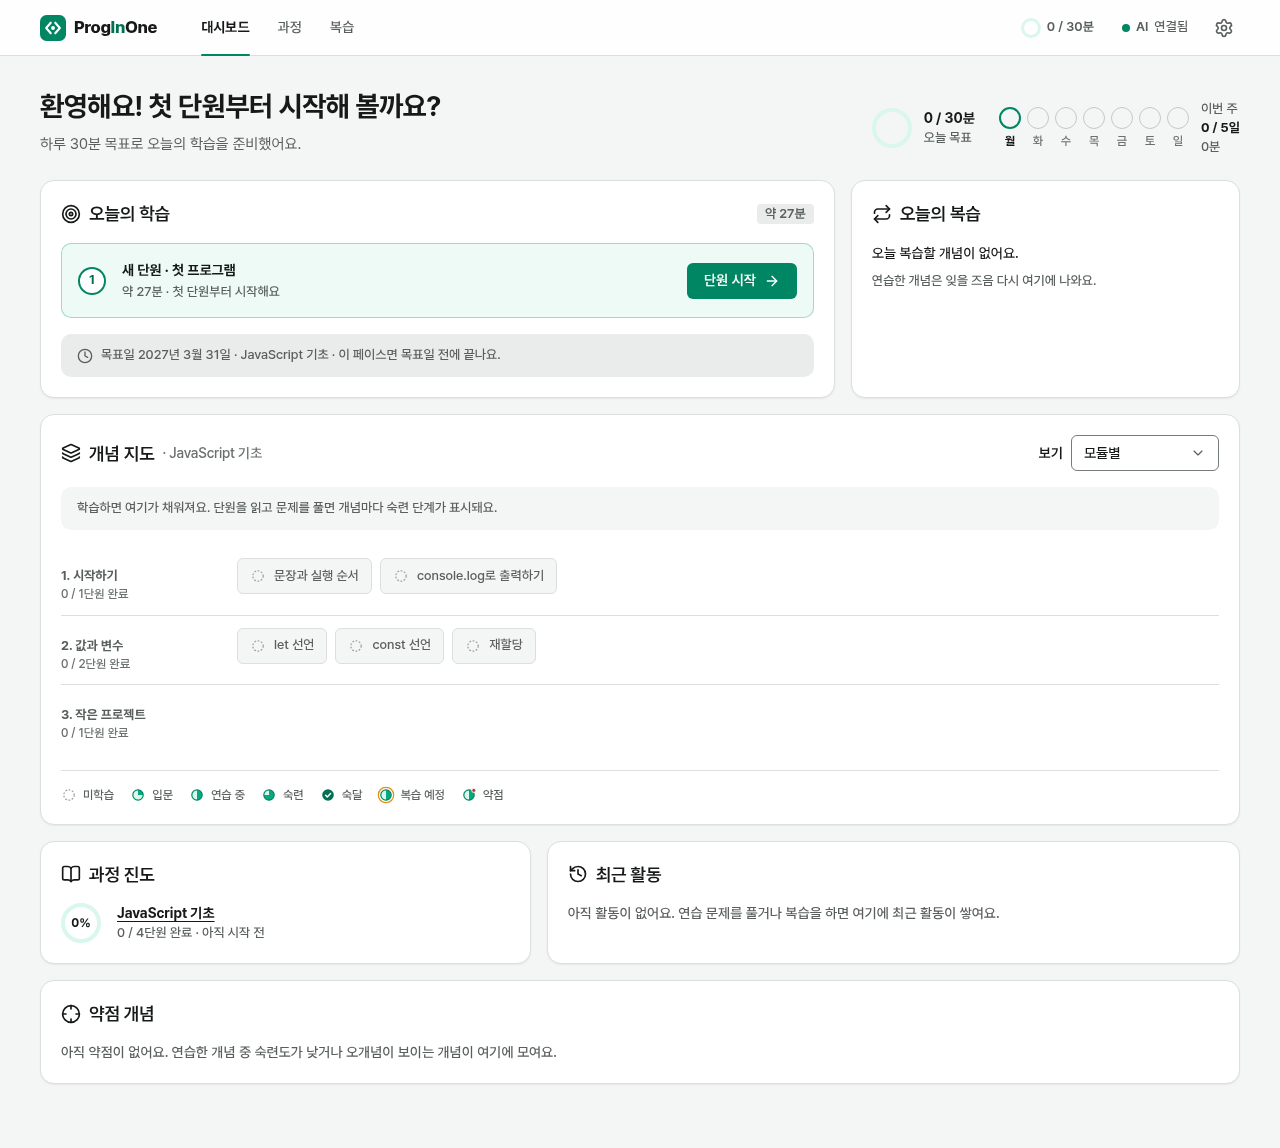 ProgInOne
대시보드
과정
복습
0 / 30분
AI 연결됨
환영해요! 첫 단원부터 시작해 볼까요?
하루 30분 목표로 오늘의 학습을 준비했어요.
0 / 30분
오늘 목표
월 화 수 목 금 토 일
이번 주
0 / 5일
0분
오늘의 학습
약 27분
1
새 단원 · 첫 프로그램
약 27분 · 첫 단원부터 시작해요
단원 시작
목표일 2027년 3월 31일 · JavaScript 기초 · 이 페이스면 목표일 전에 끝나요.
오늘의 복습
오늘 복습할 개념이 없어요.
연습한 개념은 잊을 즈음 다시 여기에 나와요.
개념 지도 · JavaScript 기초
보기
모듈별
학습하면 여기가 채워져요. 단원을 읽고 문제를 풀면 개념마다 숙련 단계가 표시돼요.
1. 시작하기
0 / 1단원 완료
문장과 실행 순서
console.log로 출력하기
2. 값과 변수
0 / 2단원 완료
let 선언
const 선언
재할당
3. 작은 프로젝트
0 / 1단원 완료
미학습
입문
연습 중
숙련
숙달
복습 예정
약점
과정 진도
0%
JavaScript 기초
0 / 4단원 완료 · 아직 시작 전
최근 활동
아직 활동이 없어요. 연습 문제를 풀거나 복습을 하면 여기에 최근 활동이 쌓여요.
약점 개념
아직 약점이 없어요. 연습한 개념 중 숙련도가 낮거나 오개념이 보이는 개념이 여기에 모여요.